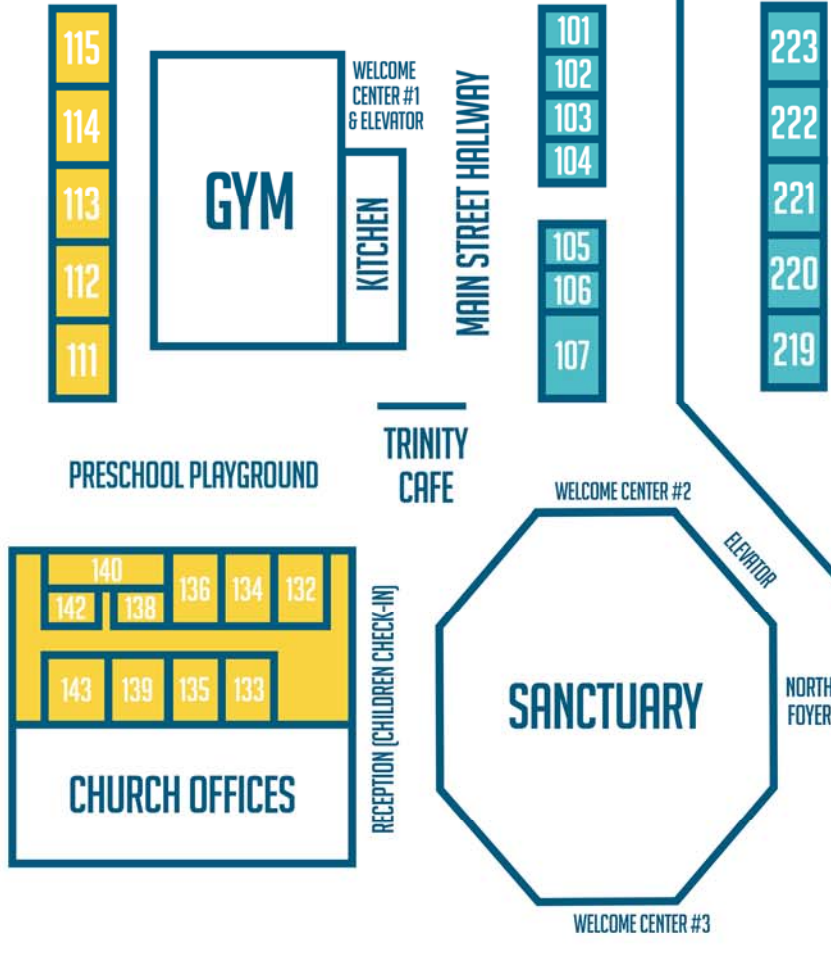 115
114
113
112
111
GYM
WELCOME
CENTER #1
& ELEVATOR
KITCHEN
MAIN STREET HALLWAY
101
102
103
104
105
106
107
223
222
221
220
219
PRESCHOOL PLAYGROUND
TRINITY
CAFE
WELCOME CENTER #2
ELEVATOR
140
142
138
136
134
132
143
139
135
133
CHURCH OFFICES
RECEPTION (CHILDREN CHECK-IN)
SANCTUARY
NORTH
FOYER
WELCOME CENTER #3